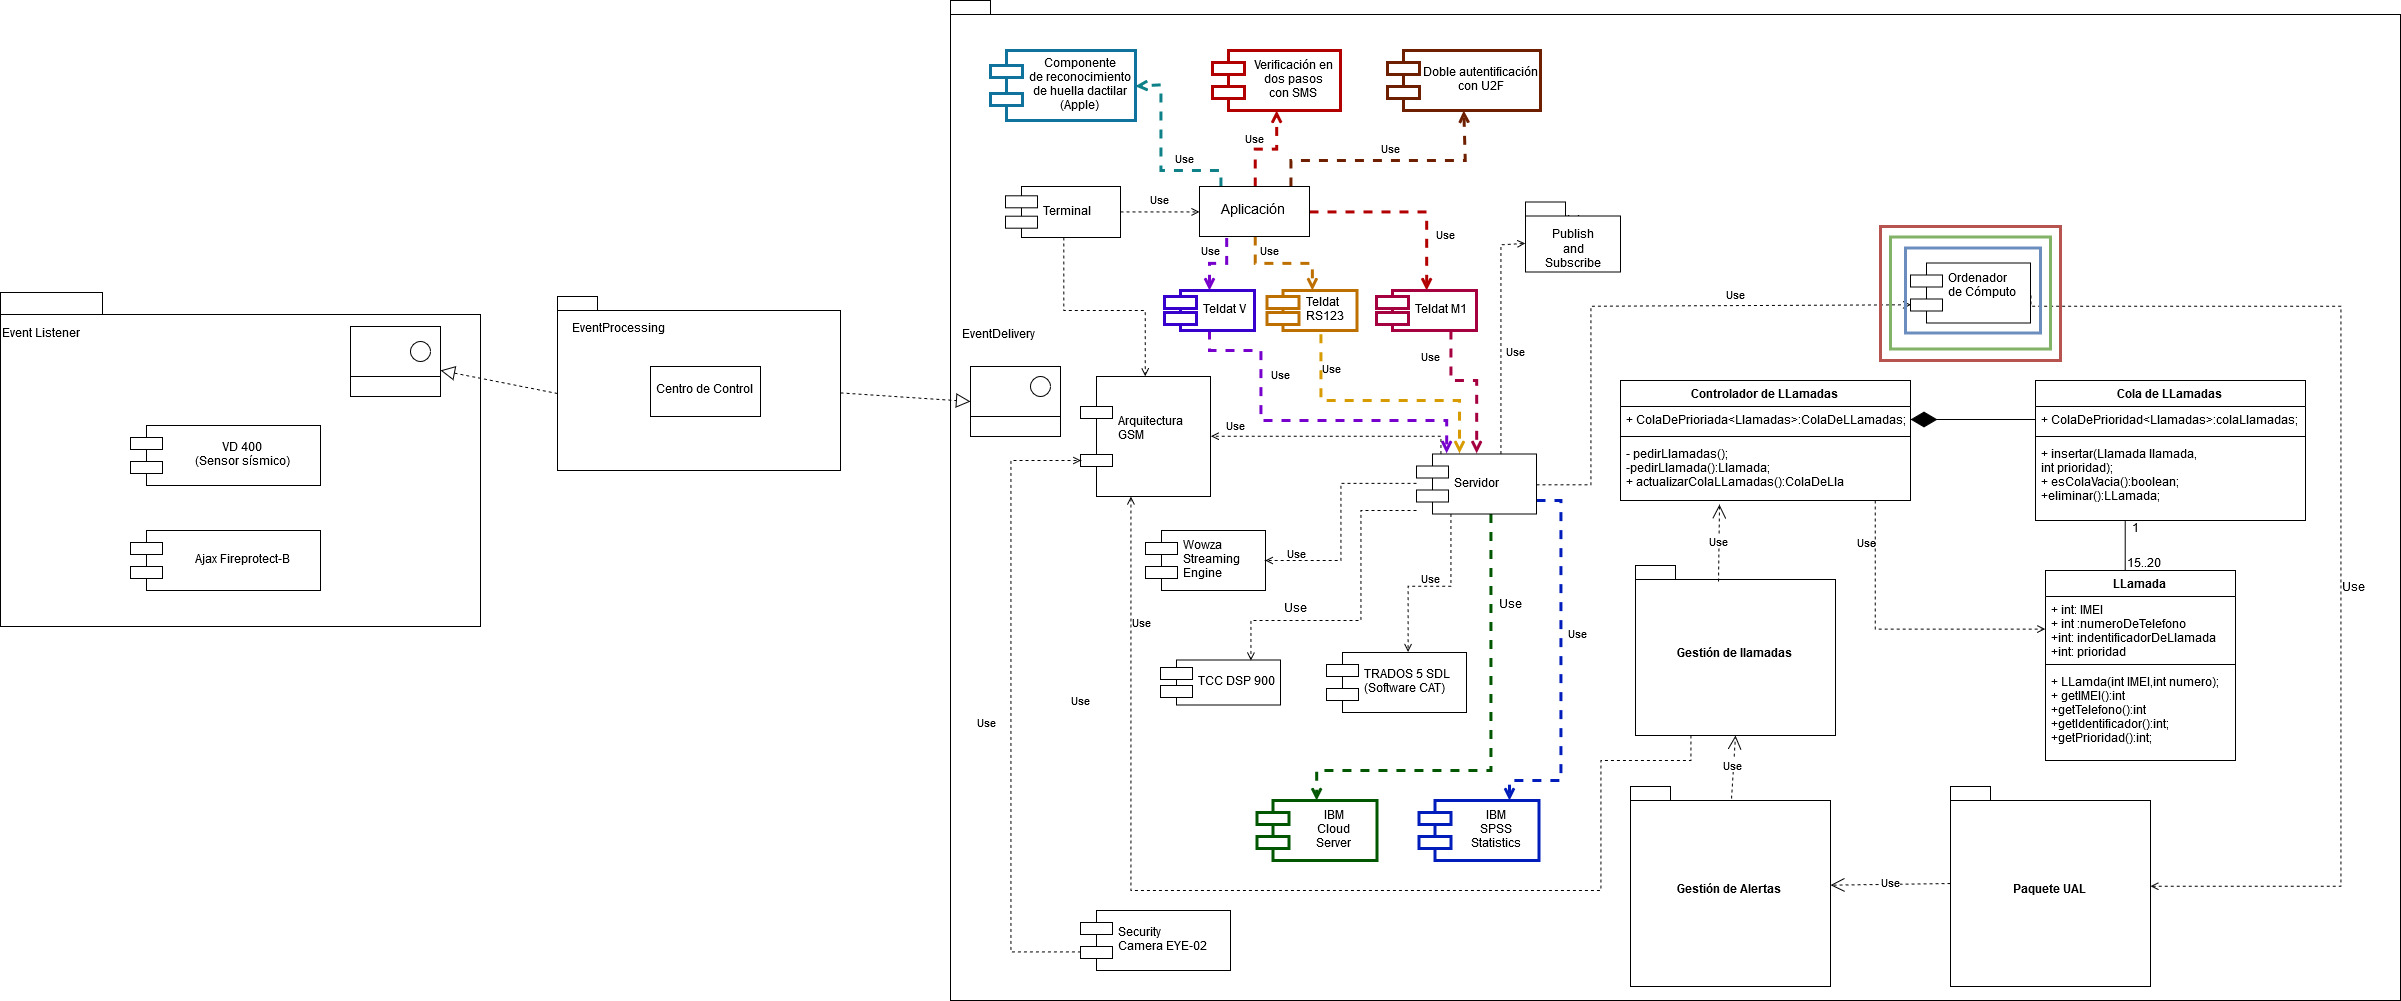 Componente
de reconocimiento
de huella dactilar
(Apple)
Verificación en
dos pasos
con SMS
Doble autentificación
con U2F
Use
Use
Use
Terminal
Use
Aplicación
Use
Use
Use
Publish
and
Subscribe
Teldat V
Teldat
RS123
Teldat M1
Use
Ordenador
de Cómputo
Event Listener
EventProcessing
EventDelivery
Centro de Control
Use
Use
Use
Use
VD 400
(Sensor sísmico)
Ajax Fireprotect-B
Arquitectura
GSM
Use
Servidor
Controlador de LLamadas
+ ColaDePrioriada<Llamadas>:ColaDeLLamadas;
- pedirLlamadas();
-pedirLlamada():Llamada;
+ actualizarColaLLamadas():ColaDeLla
Cola de LLamadas
+ ColaDePrioridad<Llamadas>:colaLlamadas;
+ insertar(Llamada llamada,
int prioridad);
+ esColaVacia():boolean;
+eliminar():LLamada;
1
15..20
Wowza
Streaming
Engine
Use
Use
Use
Use
Use
Use
Use
Use
Use
LLamada
+ int: IMEI
+ int :numeroDeTelefono
+int: indentificadorDeLlamada
+int: prioridad
+ LLamda(int IMEI,int numero);
+ getIMEI():int
+getTelefono():int
+getIdentificador():int;
+getPrioridad():int;
TCC DSP 900
TRADOS 5 SDL
(Software CAT)
Gestión de llamadas
Use
Use
Use
IBM
Cloud
Server
IBM
SPSS
Statistics
Gestión de Alertas
Use
Paquete UAL
Security
Camera EYE-02